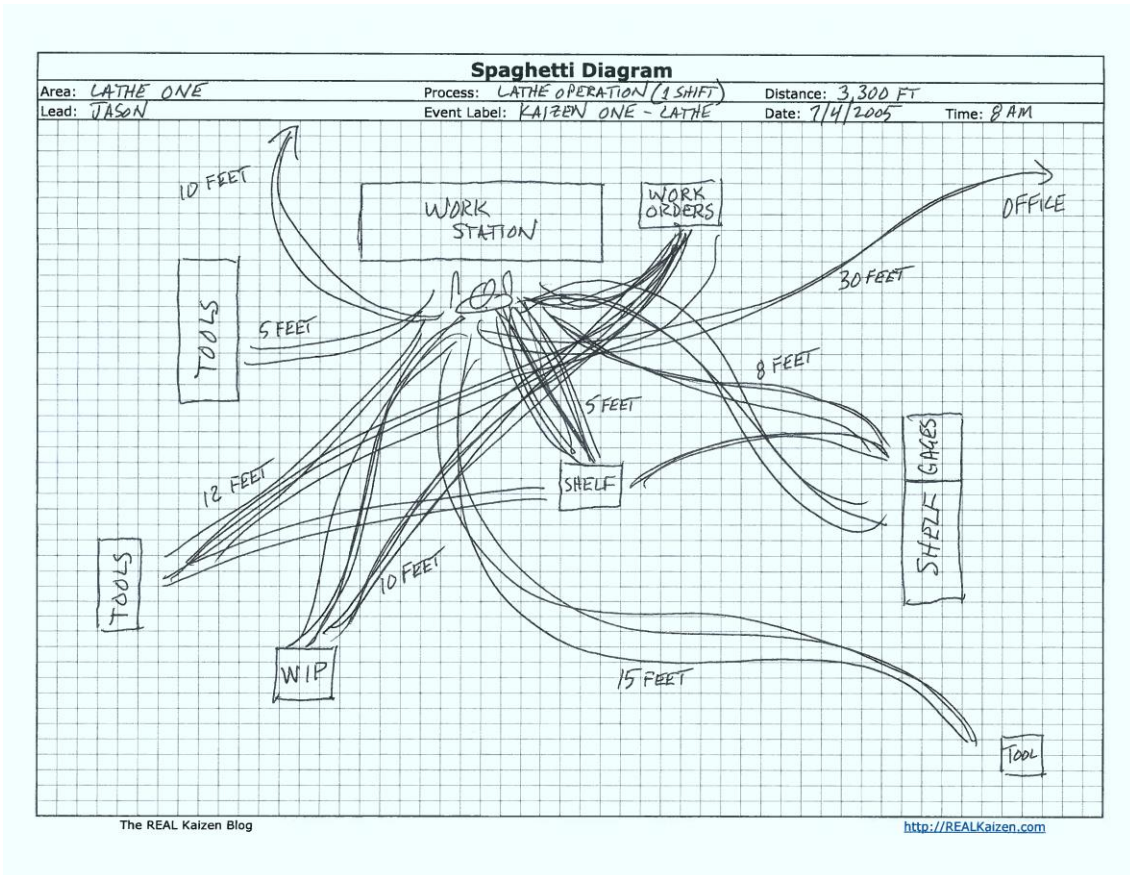 Spaghetti Diagram
Area: LATHE ONE Process: LATHE OPERATION (1 SHIFT) Distance: 3,300 FT
Lead: JASON Event Label: KAIZEN ONE - LATHE Date: 7/4/2005 Time: 8 AM
10 FEET
WORK
STATION
WORK
ORDERS
OFFICE
30 FEET
TOOLS
5 FEET
8 FEET
5 FEET
GAGES
12 FEET
SHELF
SHELF
TOOLS
10 FEET
WIP
15 FEET
TOOL
The REAL Kaizen Blog http://REALKaizen.com